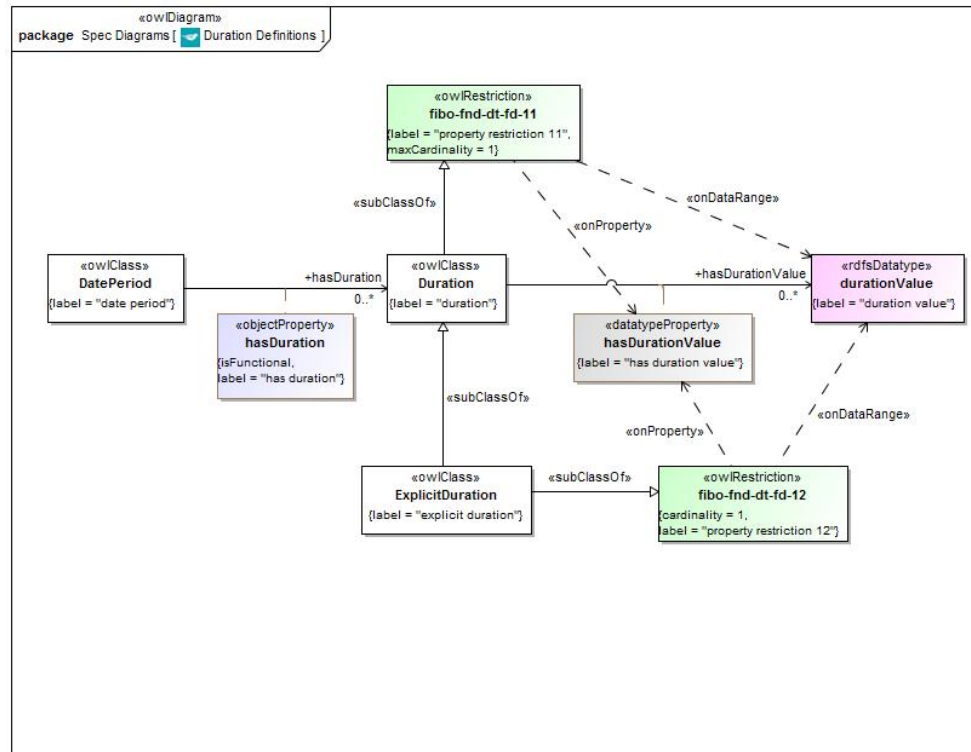 «owlDiagram»
package Spec Diagrams [ Duration Definitions ]
«owlRestriction»
fibo-fnd-dt-fd-11
{label = "property restriction 11",
maxCardinality = 1}
«subClassOf»
«onDataRange»
«onProperty»
«owlClass»
DatePeriod
{label = "date period"}
+hasDuration
0..*
«owlClass»
Duration
{label = "duration"}
+hasDurationValue
0..*
«rdfsDatatype»
durationValue
{label = "duration value"}
«objectProperty»
hasDuration
{isFunctional,
label = "has duration"}
«datatypeProperty»
hasDurationValue
{label = "has duration value"}
«subClassOf»
«onProperty»
«onDataRange»
«owlClass»
ExplicitDuration
{label = "explicit duration"}
«subClassOf»
«owlRestriction»
fibo-fnd-dt-fd-12
{cardinality = 1,
label = "property restriction 12"}